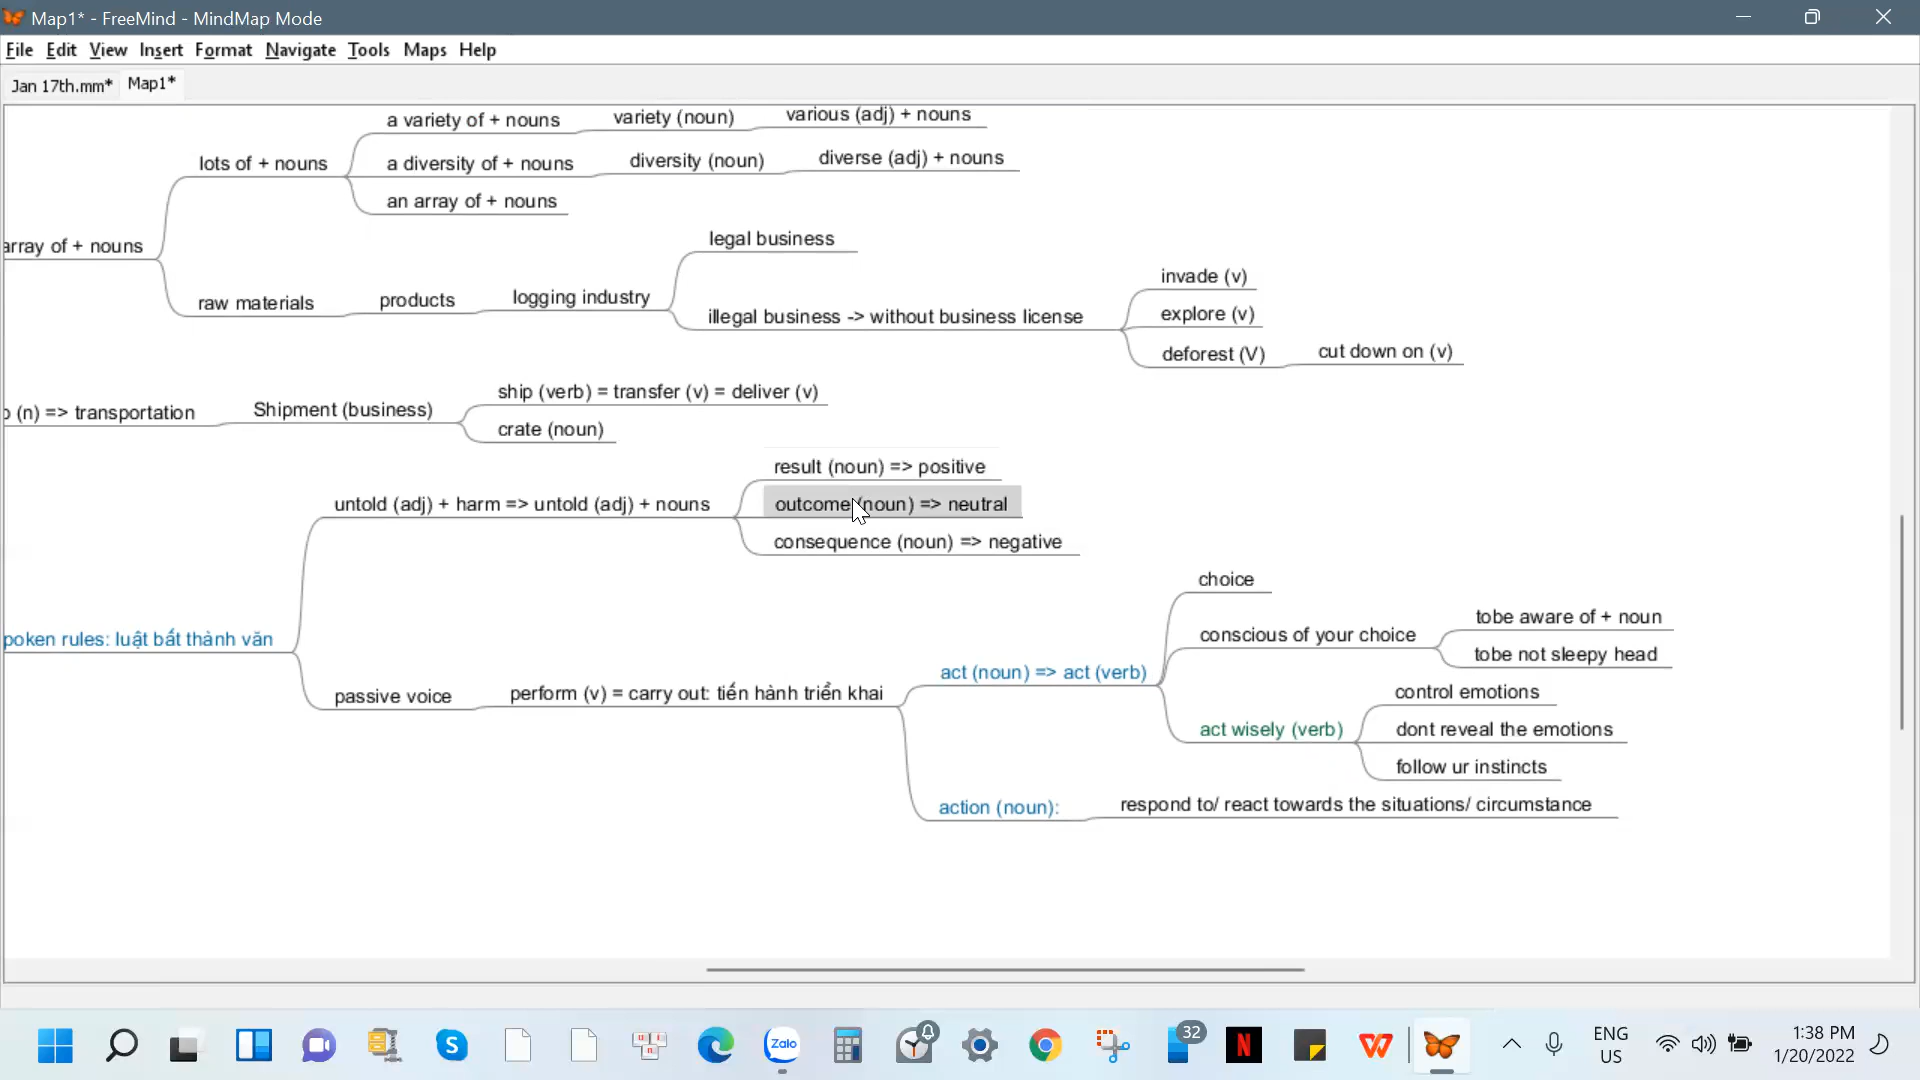 Map1* - FreeMind - MindMap Mode
File Edit View Insert Format Navigate Tools Maps Help
Jan 17th.mm* Map1*
a variety of + nouns variety (noun) various (adj) + nouns
lots of + nouns a diversity of + nouns diversity (noun) diverse (adj) + nouns
an array of + nouns
array of + nouns
legal business
raw materials products logging industry
illegal business -> without business license
invade (v)
explore (v)
deforest (V) cut down on (v)
(n) => transportation Shipment (business)
ship (verb) = transfer (v) = deliver (v)
crate (noun)
untold (adj) + harm => untold (adj) + nouns
result (noun) => positive
outcome (noun) => neutral
consequence (noun) => negative
poken rules: luật bất thành văn
passive voice perform (v) = carry out: tiến hành triển khai
act (noun) => act (verb)
choice
conscious of your choice
tobe aware of + noun
tobe not sleepy head
act wisely (verb)
control emotions
dont reveal the emotions
follow ur instincts
action (noun): respond to/ react towards the situations/ circumstance
Zalo
32
N
ENG
US
1:38 PM
1/20/2022